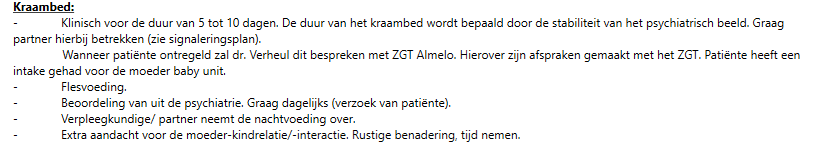 Kraambed:
- Klinisch voor de duur van 5 tot 10 dagen. De duur van het kraambed wordt bepaald door de stabiliteit van het psychiatrisch beeld. Graag
partner hierbij betrekken (zie signaleringsplan).
Wanneer patiënte ontregeld zal dr. Verheul dit bespreken met ZGT Almelo. Hierover zijn afspraken gemaakt met het ZGT. Patiënte heeft een
intake gehad voor de moeder baby unit.
- Flesvoeding.
- Beoordeling van uit de psychiatrie. Graag dagelijks (verzoek van patiënte).
- Verpleegkundige/ partner neemt de nachtvoeding over.
- Extra aandacht voor de moeder-kindrelatie/-interactie. Rustige benadering, tijd nemen.